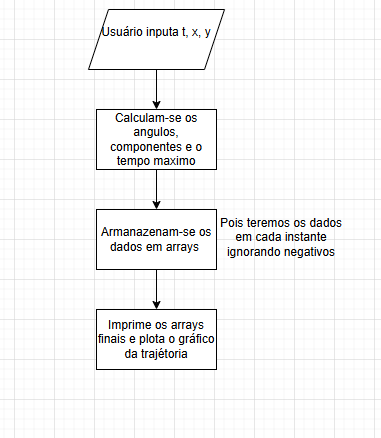 Usuário inputa t, x, y
Calculam-se os
angulos,
componentes e o
tempo maximo
Armanazenam-se os
dados em arrays
Pois teremos os dados
em cada instante
ignorando negativos
Imprime os arrays
finais e plota o gráfico
da trajétoria